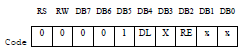 RS RW DB7 DB6 DB5 DB4 DB3 DB2 DB1 DB0
Code 0 0 0 0 1 DL X RE x x